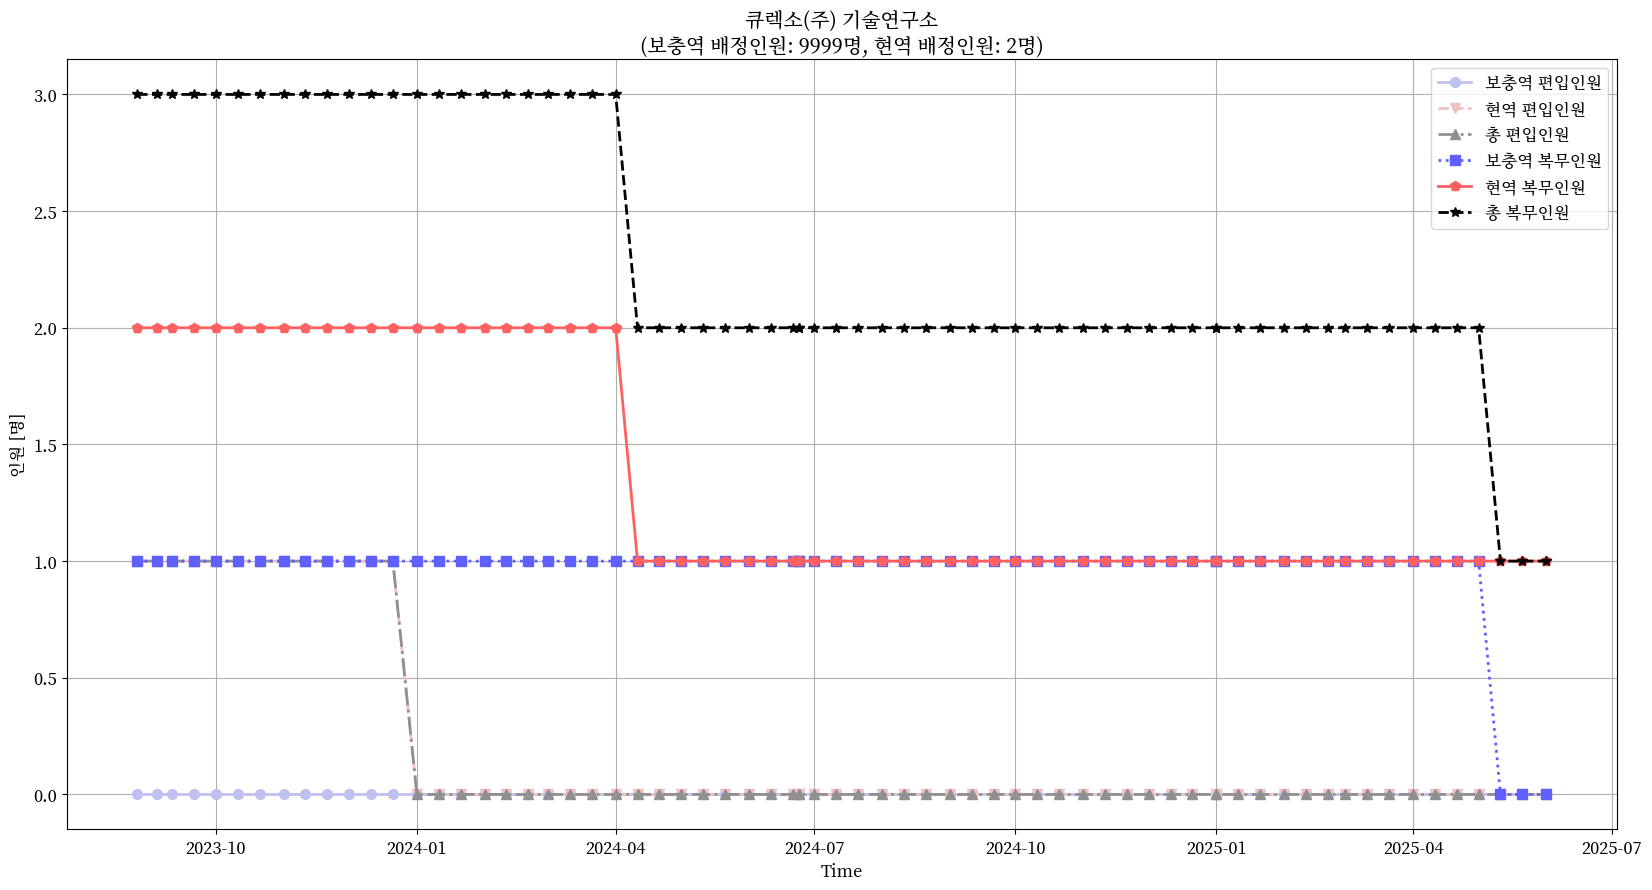 큐렉소(주) 기술연구소
(보충역 배정인원: 9999명, 현역 배정인원: 2명)
보충역 편입인원
현역 편입인원
총 편입인원
보충역 복무인원
현역 복무인원
총 복무인원
인원 [명]
3.0
2.5
2.0
1.5
1.0
0.5
0.0
2023-10
2024-01
2024-04
2024-07
2024-10
2025-01
2025-04
2025-07
Time